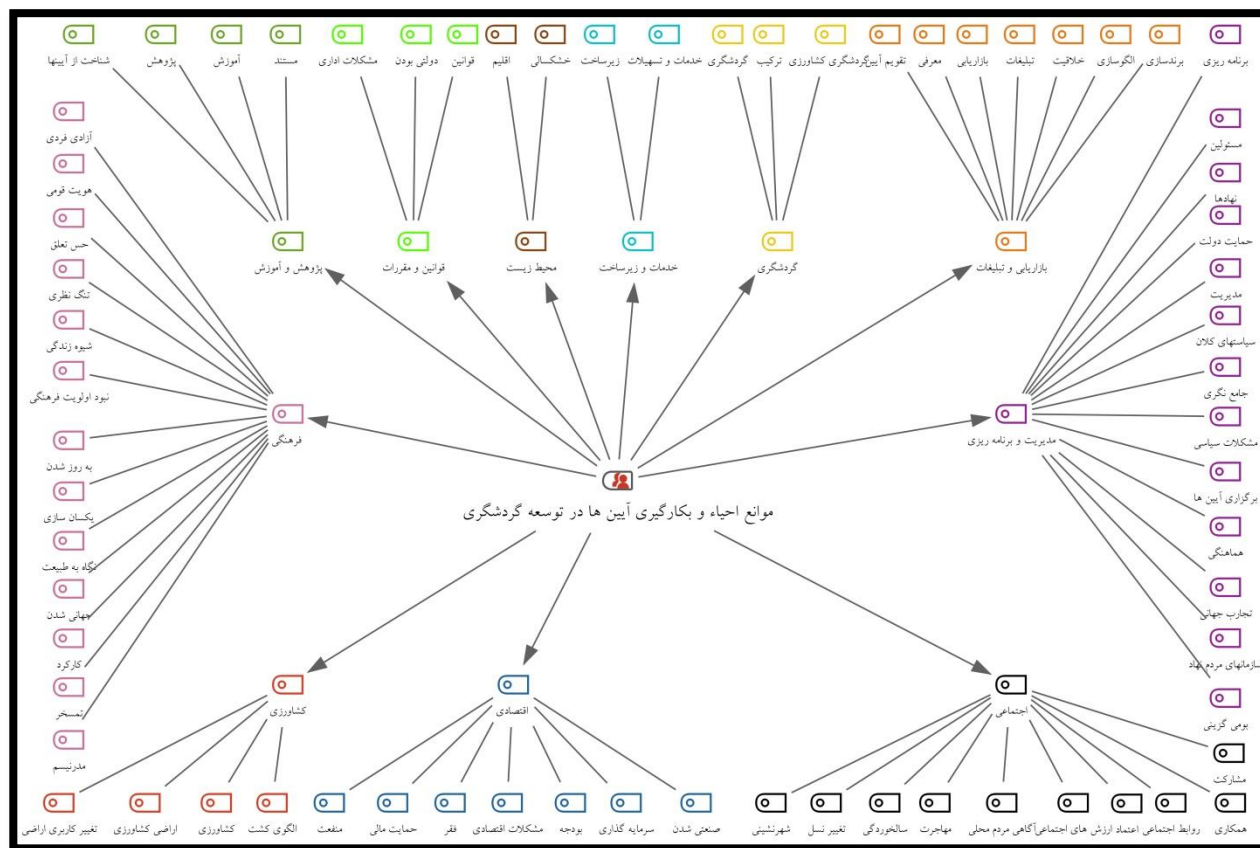 برنامه ریزی
برندسازی
الگوسازی
خلاقیت
تبلیغات
بازاریابی
معرفی
تقویم آیین
گردشگری کشاورزی
ترکیب
گردشگری
خدمات و تسهیلات
زیرساخت
خشکسالی
اقلیم
قوانین
دولتی بودن
مشکلات اداری
مستند
آموزش
پژوهش
شناخت از آیینها
مسئولین
نهادها
حمایت دولت
مدیریت
سیاستهای کلان
جامع نگری
مشکلات سیاسی
برگزاری آیین ها
هماهنگی
تجارب جهانی
سازمانهای مردم نهاد
بومی گزینی
بازاریابی و تبلیغات
گردشگری
خدمات و زیرساخت
محیط زیست
قوانین و مقررات
پژوهش و آموزش
مدیریت و برنامه ریزی
فرهنگی
موانع احیاء و بکارگیری آیین ها در توسعه گردشگری
آزادی فردی
هویت قومی
حس تعلق
تنگ نظری
شیوه زندگی
نبود اولویت فرهنگی
به روز شدن
یکسان سازی
نگاه به طبیعت
جهانی شدن
کارکرد
تمسخر
مدرنیسم
اجتماعی
اقتصادی
کشاورزی
مشارکت
همکاری
روابط اجتماعی
اعتماد
ارزش های اجتماعی
آگاهی مردم محلی
مهاجرت
سالخوردگی
تغییر نسل
شهرنشینی
صنعتی شدن
سرمایه گذاری
بودجه
مشکلات اقتصادی
فقر
حمایت مالی
منفعت
الگوی کشت
کشاورزی
اراضی کشاورزی
تغییر کاربری اراضی